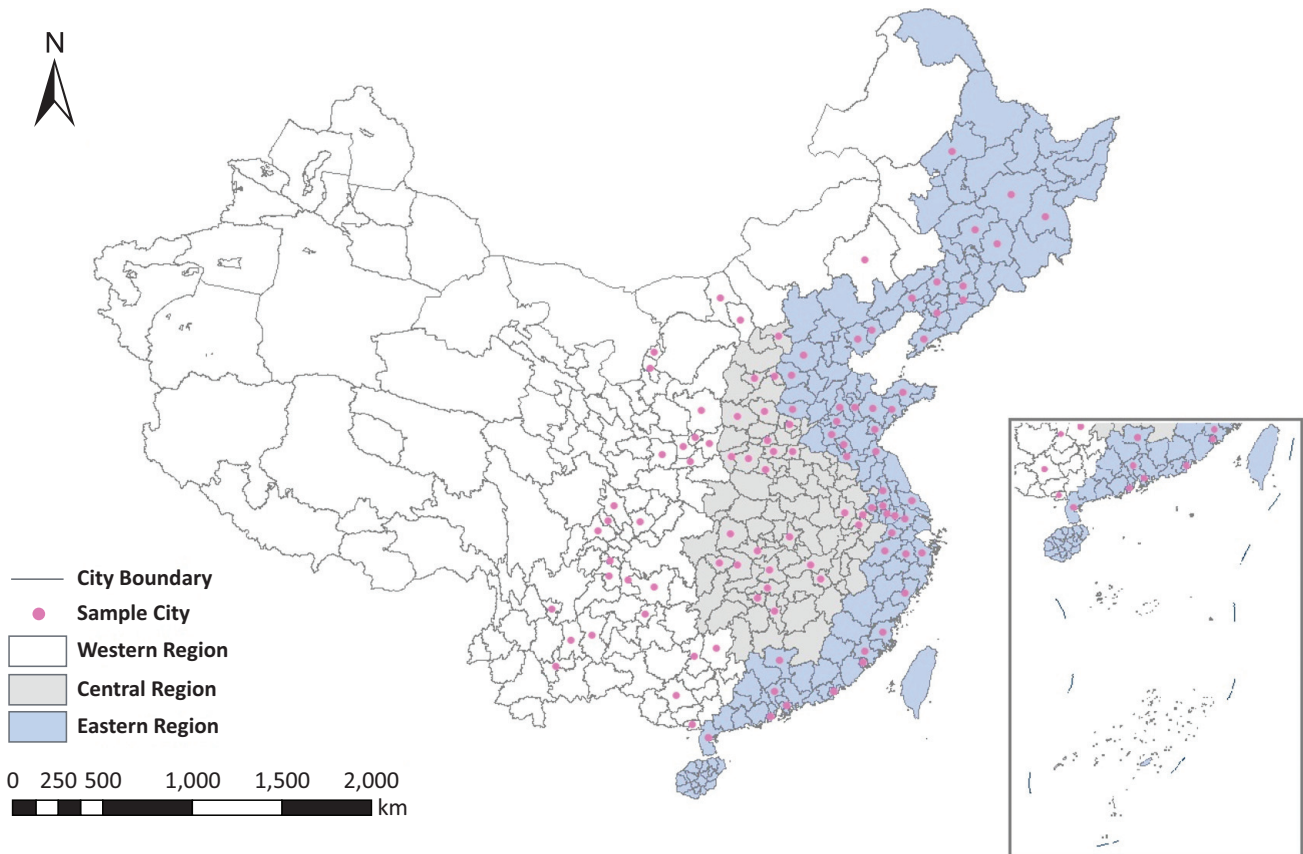 N
City Boundary
Sample City
Western Region
Central Region
Eastern Region
0 250 500 1,000 1,500 2,000
km